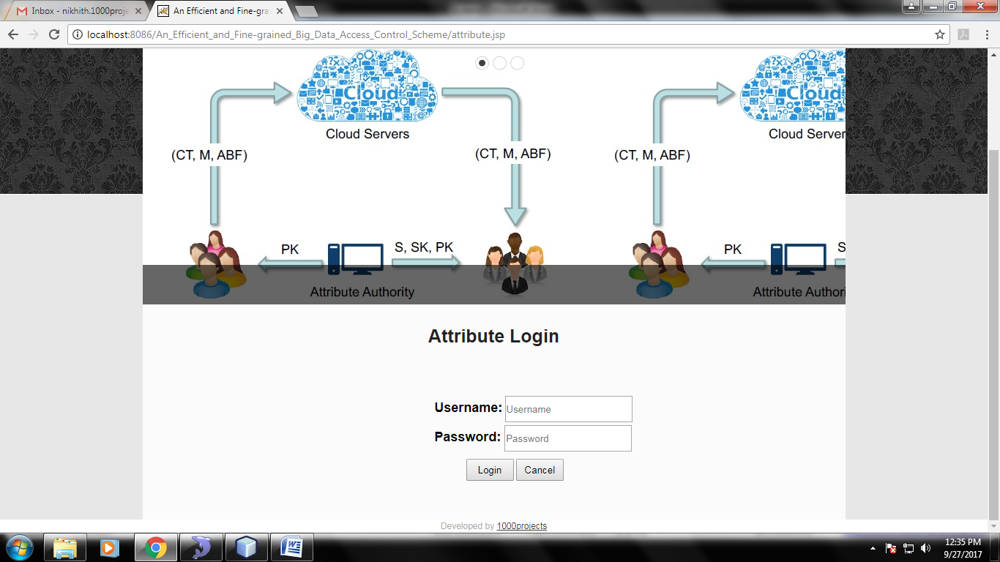 Inbox - nikhith.1000proje
An Efficient and Fine-gra
localhost:8086/An_Efficient_and_Fine-grained_Big_Data_Access_Control_Scheme/attribute.jsp
Cloud
Cloud
Cloud Servers
Cloud Server
(CT, M, ABF)
(CT, M, ABF)
(CT, M, ABF)
PK
S, SK, PK
PK
S
Attribute Authority
Attribute Authori
Attribute Login
Username: Username
Password: Password
Login Cancel
Developed by 1000projects
12:35 PM
9/27/2017